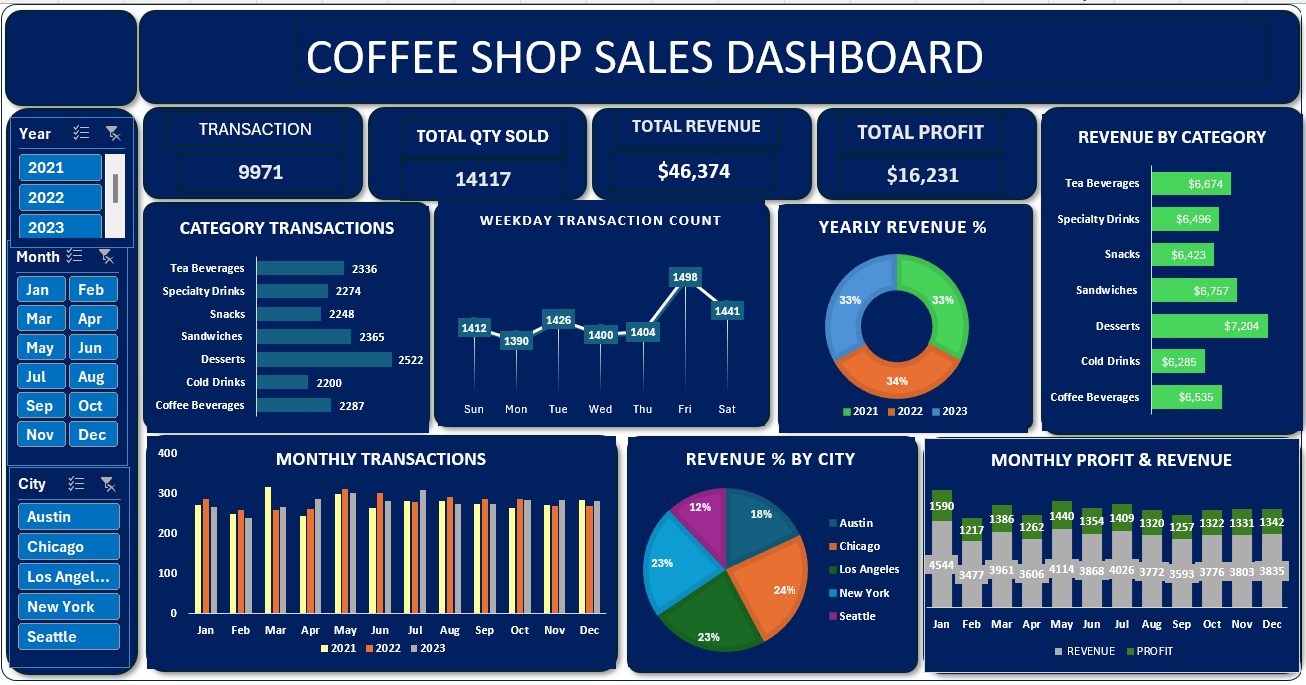 COFFEE SHOP SALES DASHBOARD
Year
2021
2022
2023
Month
Jan Feb
Mar Apr
May Jun
Jul Aug
Sep Oct
Nov Dec
City
Austin
Chicago
Los Angel...
New York
Seattle
TRANSACTION
9971
TOTAL QTY SOLD
14117
TOTAL REVENUE
$46,374
TOTAL PROFIT
$16,231
CATEGORY TRANSACTIONS
Tea Beverages 2336
Specialty Drinks 2274
Snacks 2248
Sandwiches 2365
Desserts 2522
Cold Drinks 2200
Coffee Beverages 2287
WEEKDAY TRANSACTION COUNT
1412 1390 1426 1400 1404 1498 1441
Sun Mon Tue Wed Thu Fri Sat
YEARLY REVENUE %
33% 33%
34%
2021 2022 2023
REVENUE BY CATEGORY
Tea Beverages $6,674
Specialty Drinks $6,496
Snacks $6,423
Sandwiches $6,757
Desserts $7,204
Cold Drinks $6,285
Coffee Beverages $6,535
MONTHLY TRANSACTIONS
400
300
200
100
0
Jan Feb Mar Apr May Jun Jul Aug Sep Oct Nov Dec
2021 2022 2023
REVENUE % BY CITY
12% 18%
23% 24%
23%
Austin
Chicago
Los Angeles
New York
Seattle
MONTHLY PROFIT & REVENUE
1590 1217 1386 1262 1440 1354 1409 1320 1257 1322 1331 1342
4544 3477 3961 3606 4114 3868 4026 3772 3593 3776 3803 3835
Jan Feb Mar Apr May Jun Jul Aug Sep Oct Nov Dec
REVENUE PROFIT